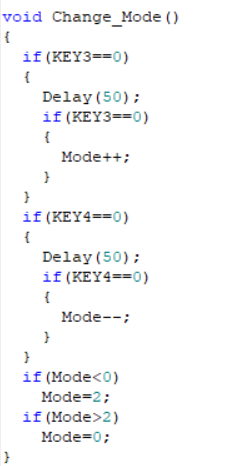 void Change_Mode()
{
  if(KEY3==0)
  {
    Delay(50);
    if(KEY3==0)
    {
      Mode++;
    }
  }
  if(KEY4==0)
  {
    Delay(50);
    if(KEY4==0)
    {
      Mode--;
    }
  }
  if(Mode<0)
    Mode=2;
  if(Mode>2)
    Mode=0;
}